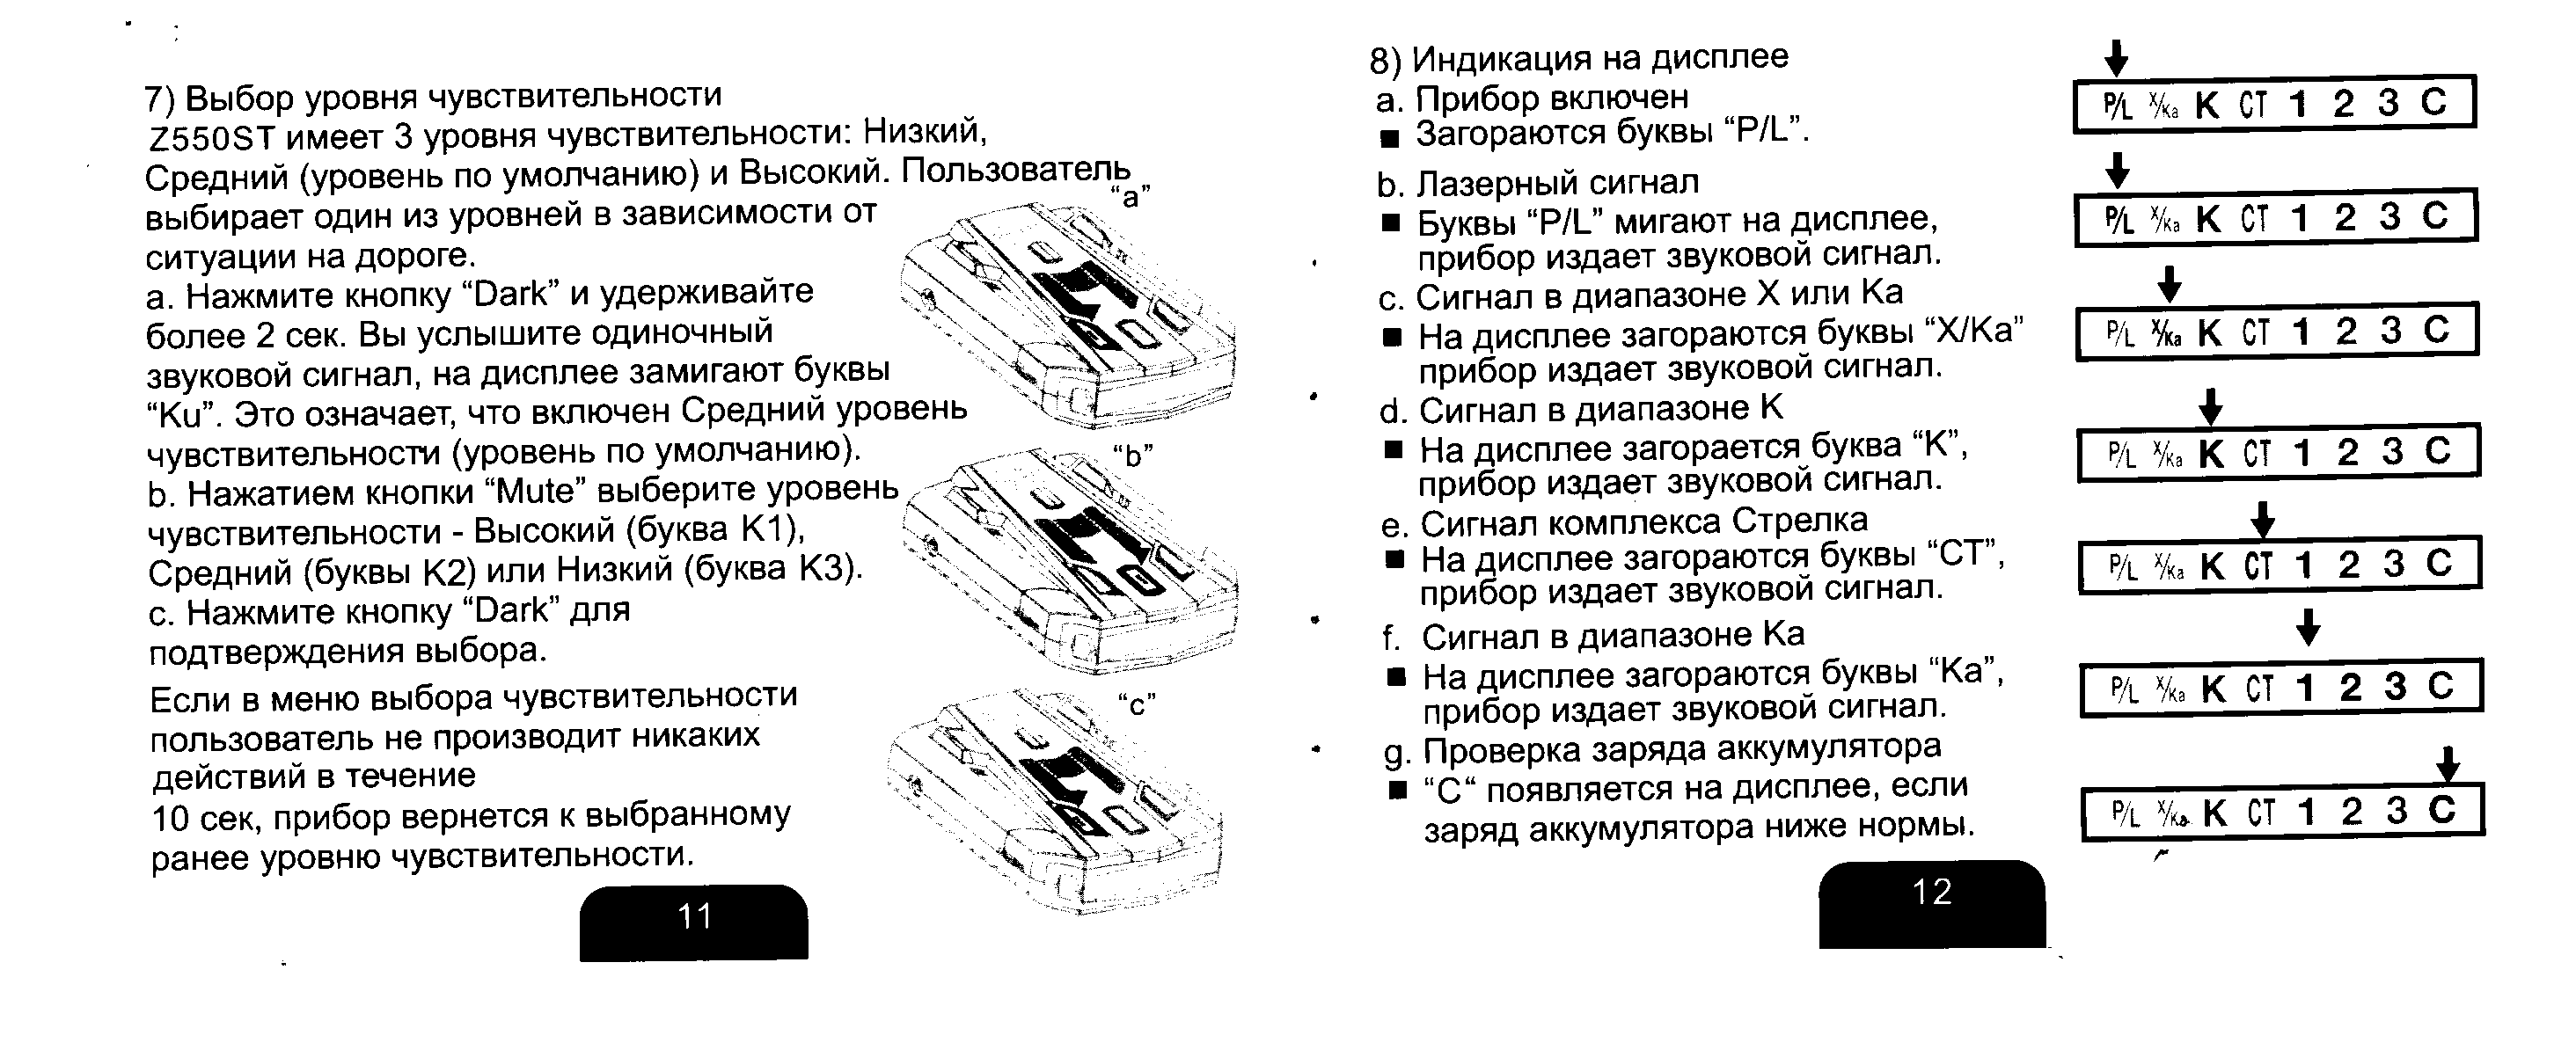 7) Выбор уровня чувствительности
Z550ST имеет 3 уровня чувствительности: Низкий,
Средний (уровень по умолчанию) и Высокий. Пользователь
выбирает один из уровней в зависимости от
ситуации на дороге.
a. Нажмите кнопку “Dark” и удерживайте
более 2 сек. Вы услышите одиночный
звуковой сигнал, на дисплее замигают буквы
“Ku”. Это означает, что включен Средний уровень
чувствительности (уровень по умолчанию).
b. Нажатием кнопки “Mute” выберите уровень
чувствительности - Высокий (буква K1),
Средний (буквы K2) или Низкий (буква K3).
c. Нажмите кнопку “Dark” для
подтверждения выбора.
Если в меню выбора чувствительности
пользователь не производит никаких
действий в течение
10 сек, прибор вернется к выбранному
ранее уровню чувствительности.
“a”
“b”
“c”
11
8) Индикация на дисплее
a. Прибор включен
■ Загораются буквы “P/L”.
P/L X/Ka K CT 1 2 3 C
b. Лазерный сигнал
■ Буквы “P/L” мигают на дисплее,
прибор издает звуковой сигнал.
P/L X/Ka K CT 1 2 3 C
c. Сигнал в диапазоне X или Ka
■ На дисплее загораются буквы “X/Ka”
прибор издает звуковой сигнал.
P/L X/Ka K CT 1 2 3 C
d. Сигнал в диапазоне K
■ На дисплее загорается буква “K”,
прибор издает звуковой сигнал.
P/L X/Ka K CT 1 2 3 C
e. Сигнал комплекса Стрелка
■ На дисплее загораются буквы “СТ”,
прибор издает звуковой сигнал.
P/L X/Ka K CT 1 2 3 C
f. Сигнал в диапазоне Ka
■ На дисплее загораются буквы “Ka”,
прибор издает звуковой сигнал.
P/L X/Ka K CT 1 2 3 C
g. Проверка заряда аккумулятора
■ “C“ появляется на дисплее, если
заряд аккумулятора ниже нормы.
P/L X/Ka K CT 1 2 3 C
12